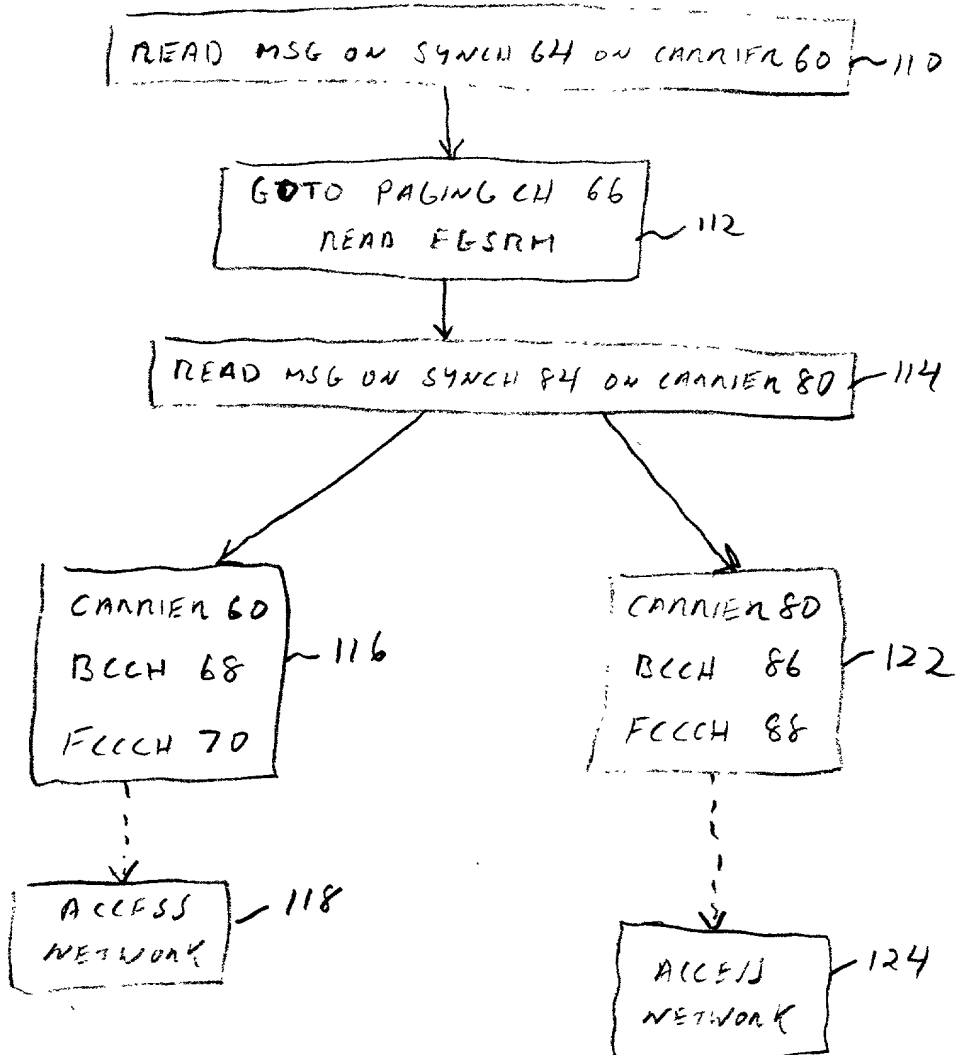 READ MSG ON SYNCH 64 ON CARRIER 60 110
GOTO PAGING CH 66
READ EGSRM 112
READ MSG ON SYNCH 84 ON CARRIER 80 114
CARRIER 60
BCCH 68
FCCCH 70
116
CARRIER 80
BCCH 86
FCCCH 88
122
ACCESS
NETWORK
118
ACCESS
NETWORK
124